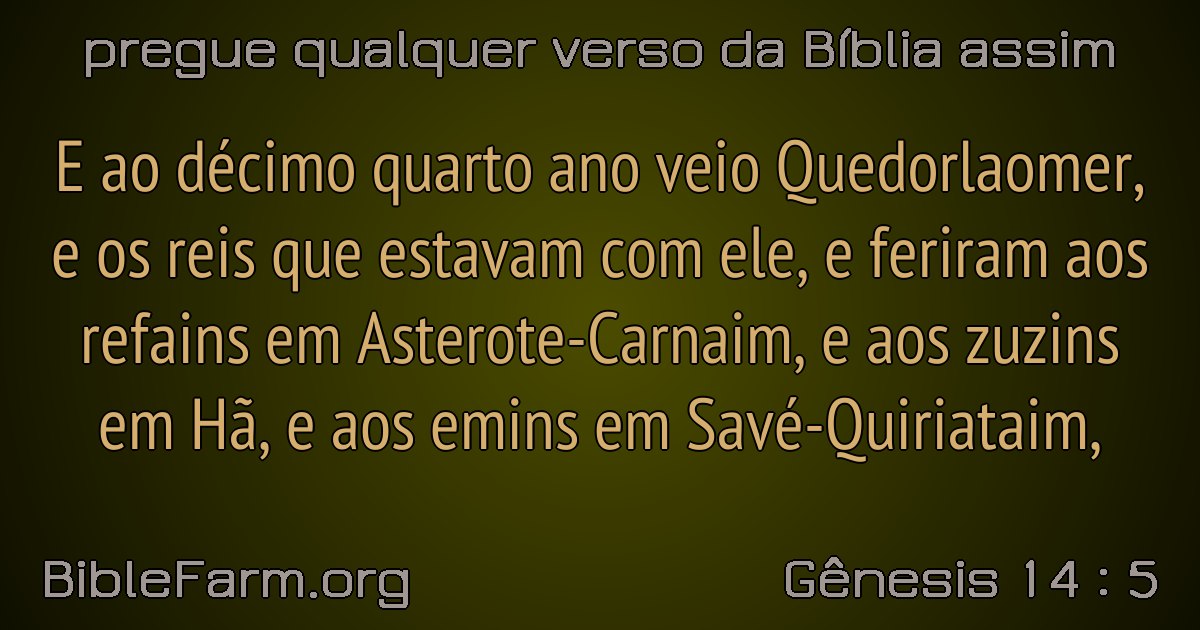 pregue qualquer verso da Bíblia assim
E ao décimo quarto ano veio Quedorlaomer,
e os reis que estavam com ele, e feriram aos
refains em Asterote-Carnaim, e aos zuzins
em Hã, e aos emins em Savé-Quiriataim,
BibleFarm.org
Gênesis 14 : 5